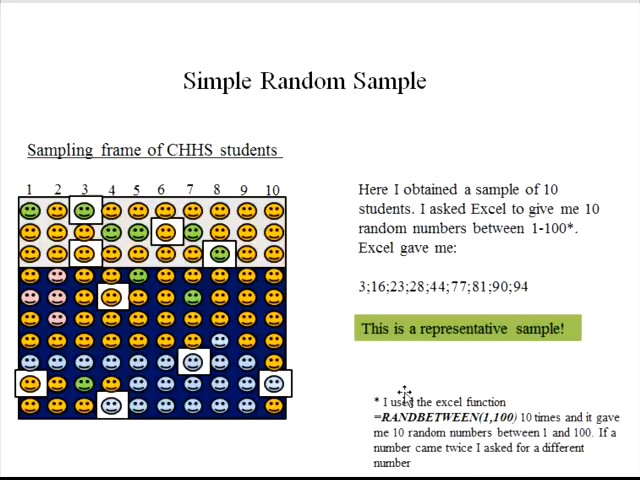 Simple Random Sample
Sampling frame of CHHS students
1 2 3 4 5 6 7 8 9 10
Here I obtained a sample of 10
students. I asked Excel to give me 10
random numbers between 1-100*.
Excel gave me:
3;16;23;28;44;77;81;90;94
This is a representative sample!
* I used the excel function
=RANDBETWEEN(1,100) 10 times and it gave
me 10 random numbers between 1 and 100. If a
number came twice I asked for a different
number